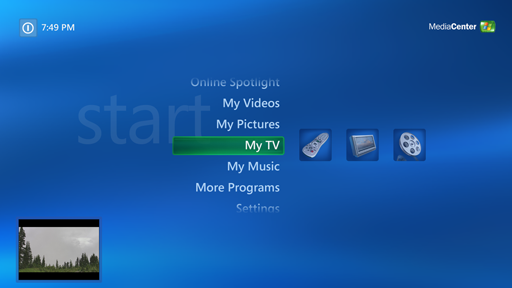 7:49 PM
MediaCenter
start
Online Spotlight
My Videos
My Pictures
My TV
My Music
More Programs
Settings